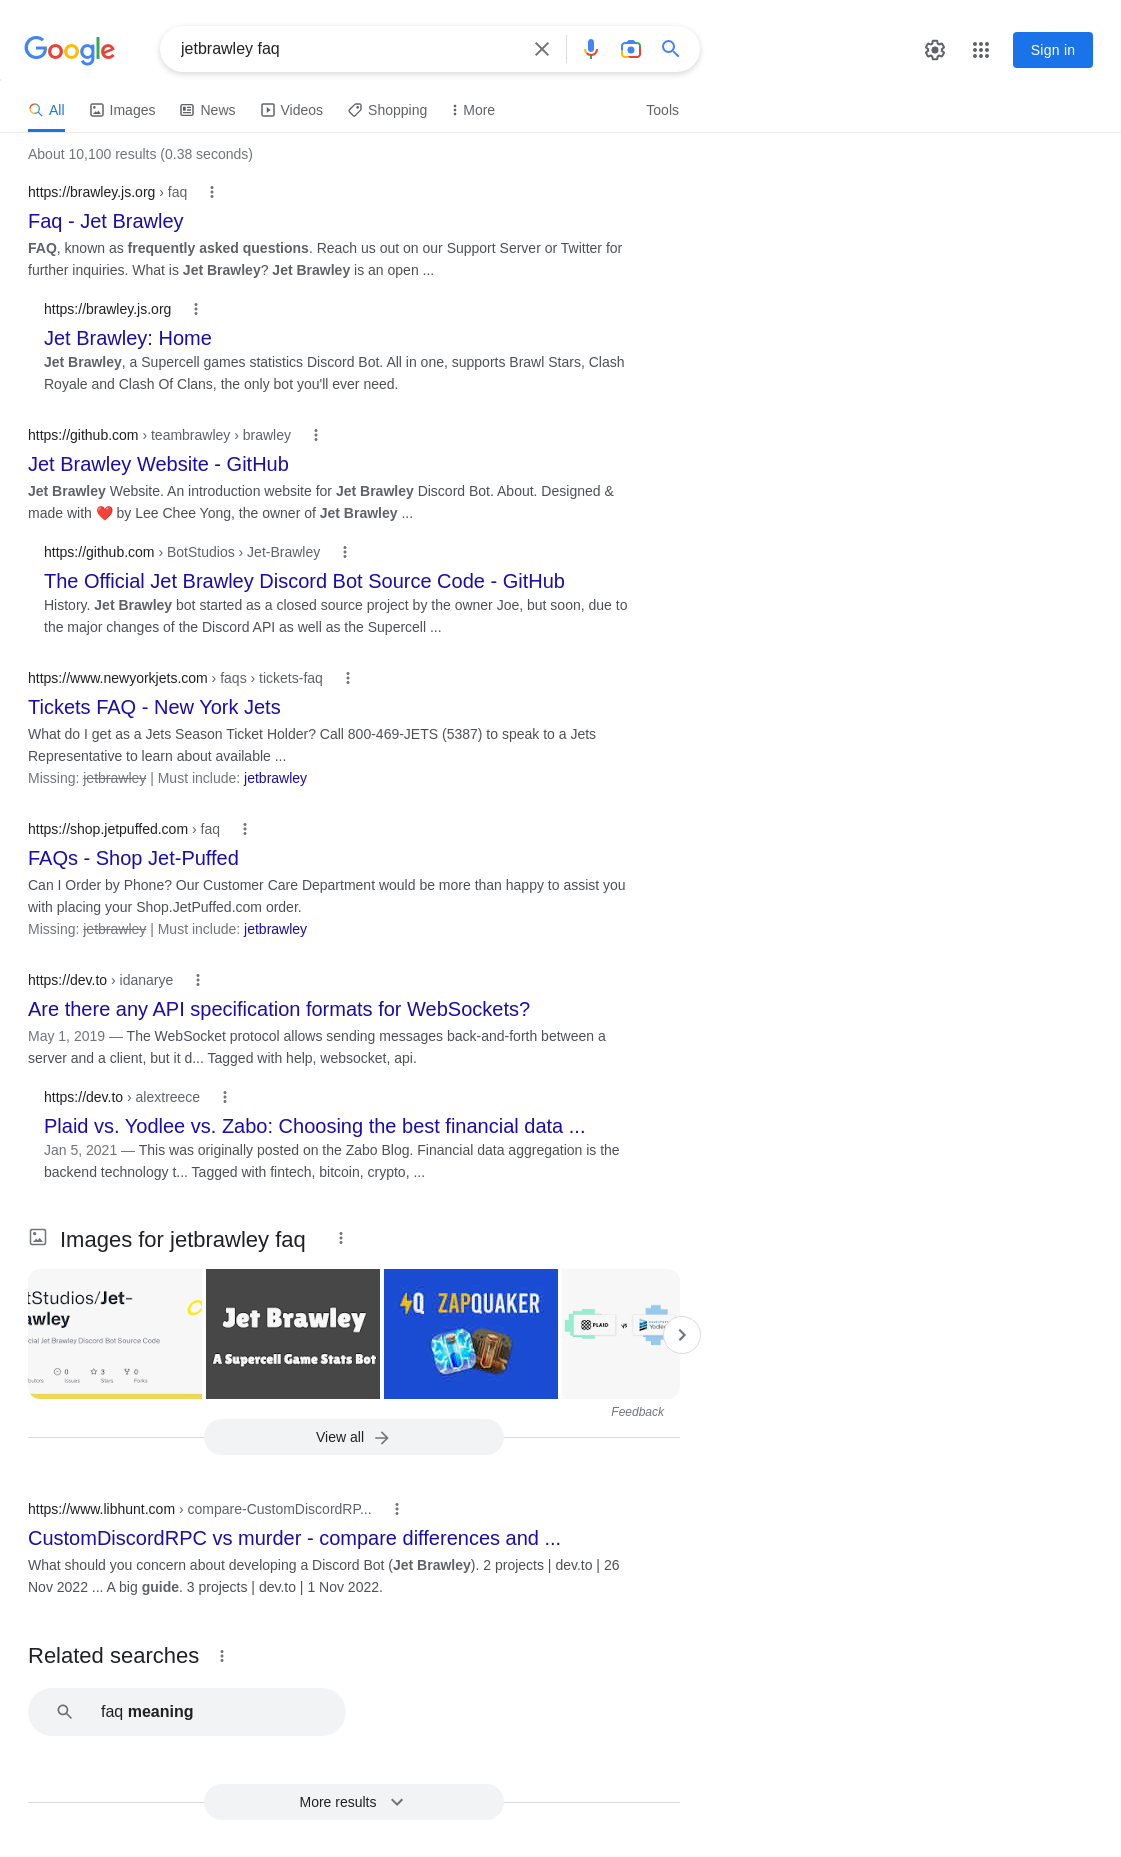 Google
jetbrawley faq
Sign in
All
Images
News
Videos
Shopping
More
Tools
About 10,100 results (0.38 seconds)
https://brawley.js.org › faq
Faq - Jet Brawley
FAQ, known as frequently asked questions. Reach us out on our Support Server or Twitter for
further inquiries. What is Jet Brawley? Jet Brawley is an open ...
https://brawley.js.org
Jet Brawley: Home
Jet Brawley, a Supercell games statistics Discord Bot. All in one, supports Brawl Stars, Clash
Royale and Clash Of Clans, the only bot you'll ever need.
https://github.com › teambrawley › brawley
Jet Brawley Website - GitHub
Jet Brawley Website. An introduction website for Jet Brawley Discord Bot. About. Designed &
made with ❤️ by Lee Chee Yong, the owner of Jet Brawley ...
https://github.com › BotStudios › Jet-Brawley
The Official Jet Brawley Discord Bot Source Code - GitHub
History. Jet Brawley bot started as a closed source project by the owner Joe, but soon, due to
the major changes of the Discord API as well as the Supercell ...
https://www.newyorkjets.com › faqs › tickets-faq
Tickets FAQ - New York Jets
What do I get as a Jets Season Ticket Holder? Call 800-469-JETS (5387) to speak to a Jets
Representative to learn about available ...
Missing: jetbrawley | Must include: jetbrawley
https://shop.jetpuffed.com › faq
FAQs - Shop Jet-Puffed
Can I Order by Phone? Our Customer Care Department would be more than happy to assist you
with placing your Shop.JetPuffed.com order.
Missing: jetbrawley | Must include: jetbrawley
https://dev.to › idanarye
Are there any API specification formats for WebSockets?
May 1, 2019 — The WebSocket protocol allows sending messages back-and-forth between a
server and a client, but it d... Tagged with help, websocket, api.
https://dev.to › alextreece
Plaid vs. Yodlee vs. Zabo: Choosing the best financial data ...
Jan 5, 2021 — This was originally posted on the Zabo Blog. Financial data aggregation is the
backend technology t... Tagged with fintech, bitcoin, crypto, ...
Images for jetbrawley faq
tStudios/Jet-
awley
cial Jet Brawley Discord Bot Source Code
0
3
0
Issues
Stars
Forks
Jet Brawley
A Supercell Game Stats Bot
Q ZAPQUAKER
PLAID
vs
Yodlee
Feedback
View all
https://www.libhunt.com › compare-CustomDiscordRP...
CustomDiscordRPC vs murder - compare differences and ...
What should you concern about developing a Discord Bot (Jet Brawley). 2 projects | dev.to | 26
Nov 2022 ... A big guide. 3 projects | dev.to | 1 Nov 2022.
Related searches
faq meaning
More results